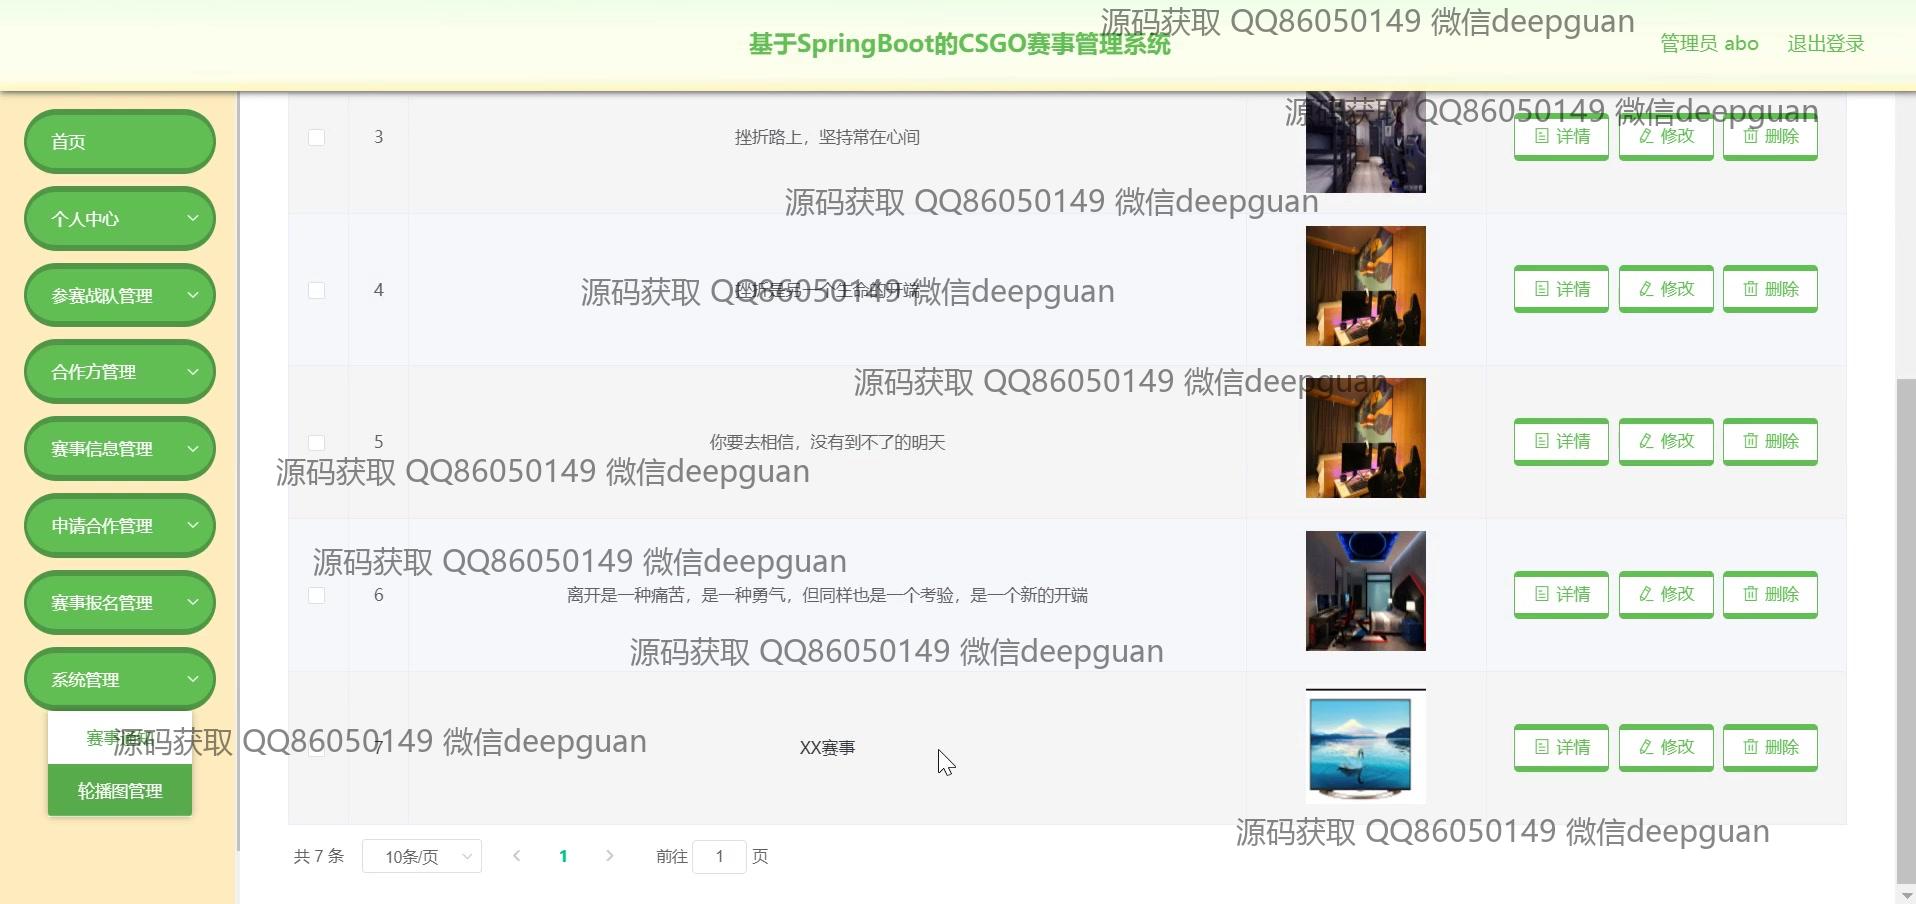 源码获取 QQ86050149 微信deepguan
基于SpringBoot的CSGO赛事管理系统
管理员 abo
退出登录
源码获取 QQ86050149 微信deepguan
首页
3
挫折路上，坚持常在心间
详情
修改
删除
源码获取 QQ86050149 微信deepguan
个人中心
参赛战队管理
4
挫折是另一个生命的开端
源码获取 QQ86050149 微信deepguan
详情
修改
删除
合作方管理
源码获取 QQ86050149 微信deepguan
赛事信息管理
5
你要去相信，没有到不了的明天
详情
修改
删除
源码获取 QQ86050149 微信deepguan
申请合作管理
源码获取 QQ86050149 微信deepguan
赛事报名管理
6
离开是一种痛苦，是一种勇气，但同样也是一个考验，是一个新的开端
详情
修改
删除
源码获取 QQ86050149 微信deepguan
系统管理
赛事通知
源码获取 QQ86050149 微信deepguan
7
XX赛事
详情
修改
删除
轮播图管理
源码获取 QQ86050149 微信deepguan
共 7 条
10条/页
1
前往 1 页